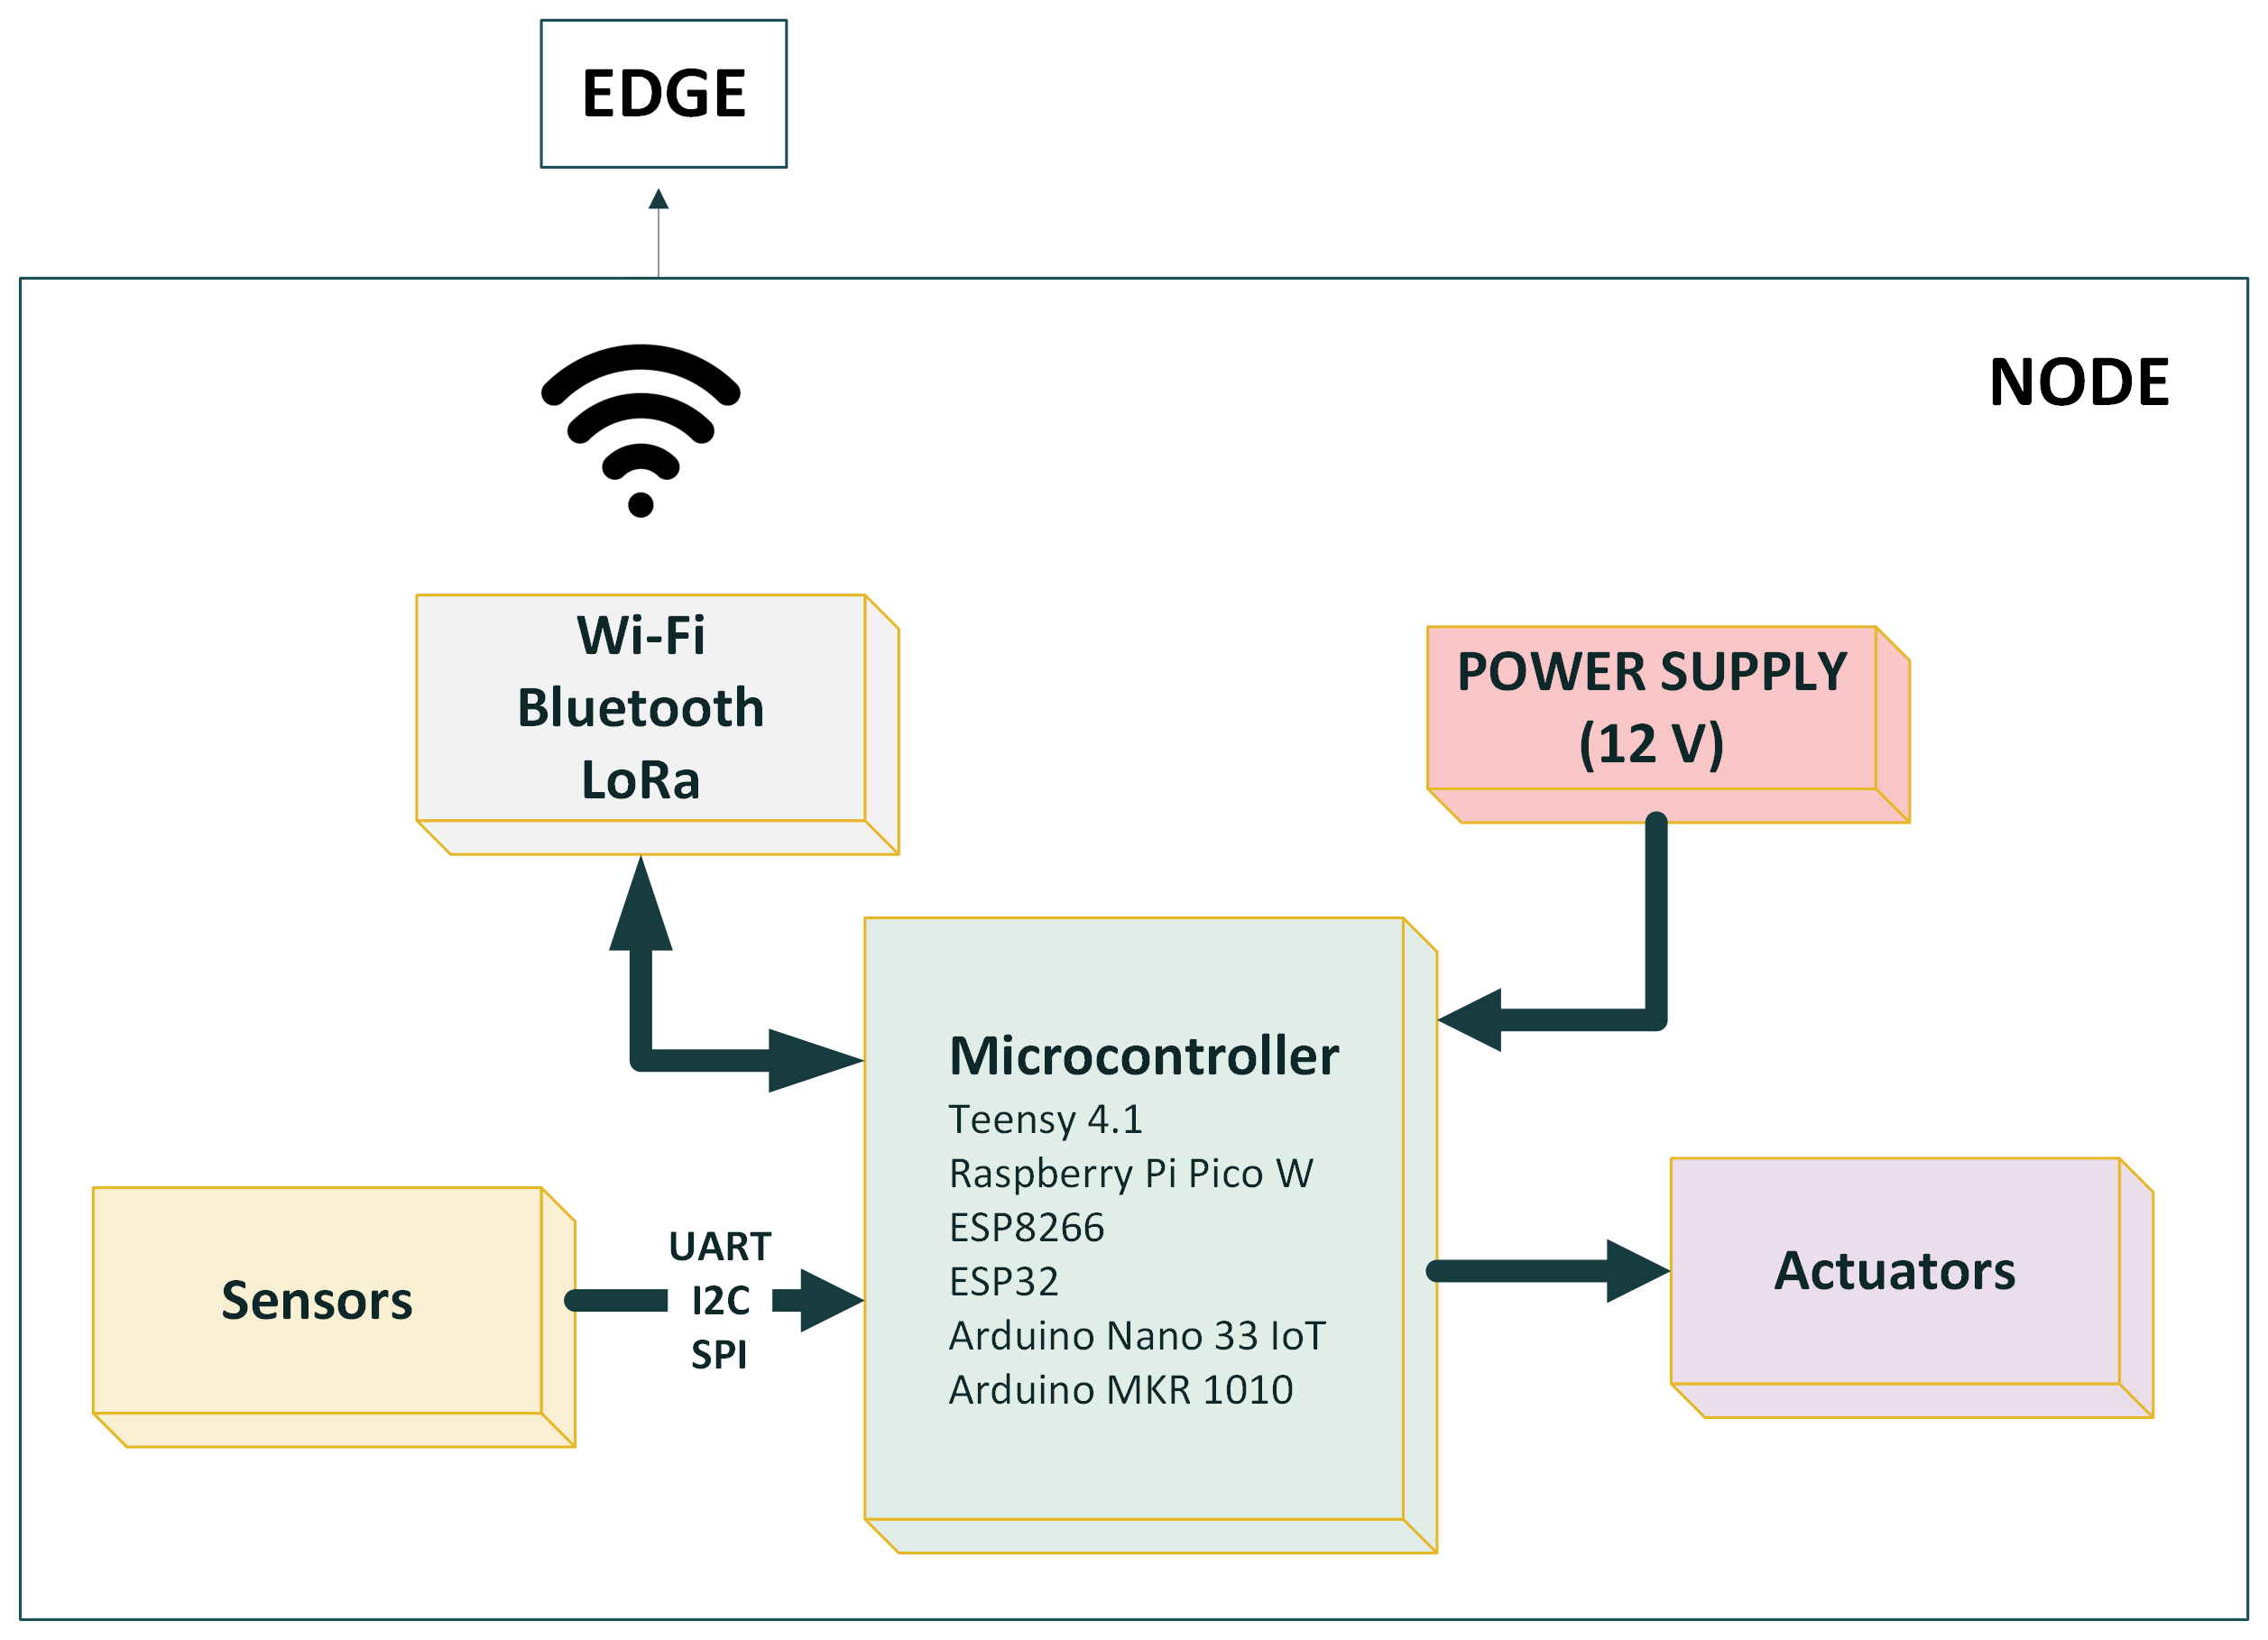 EDGE
NODE
Wi-Fi
Bluetooth
LoRa
POWER SUPPLY
(12 V)
Microcontroller
Teensy 4.1
Raspberry Pi Pico W
ESP8266
ESP32
Arduino Nano 33 IoT
Arduino MKR 1010
Sensors
UART
I2C
SPI
Actuators